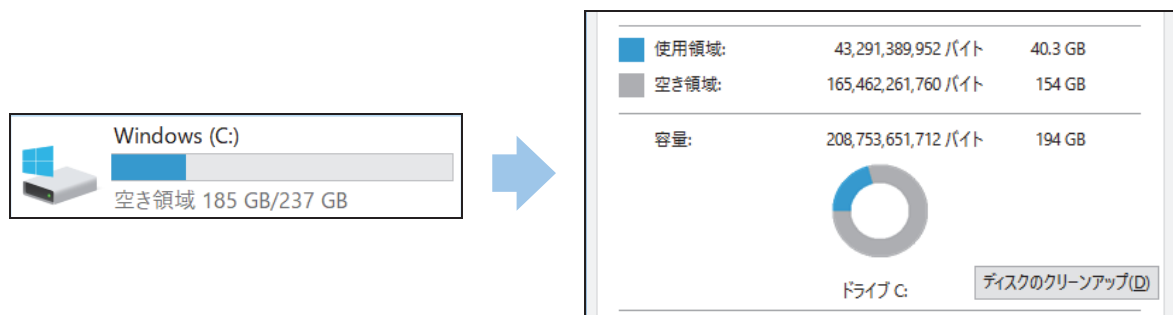 Windows (C:)
空き領域 185 GB/237 GB
使用領域: 43,291,389,952 バイト 40.3 GB
空き領域: 165,462,261,760 バイト 154 GB
容量: 208,753,651,712 バイト 194 GB
ドライブ C:
ディスクのクリーンアップ(D)